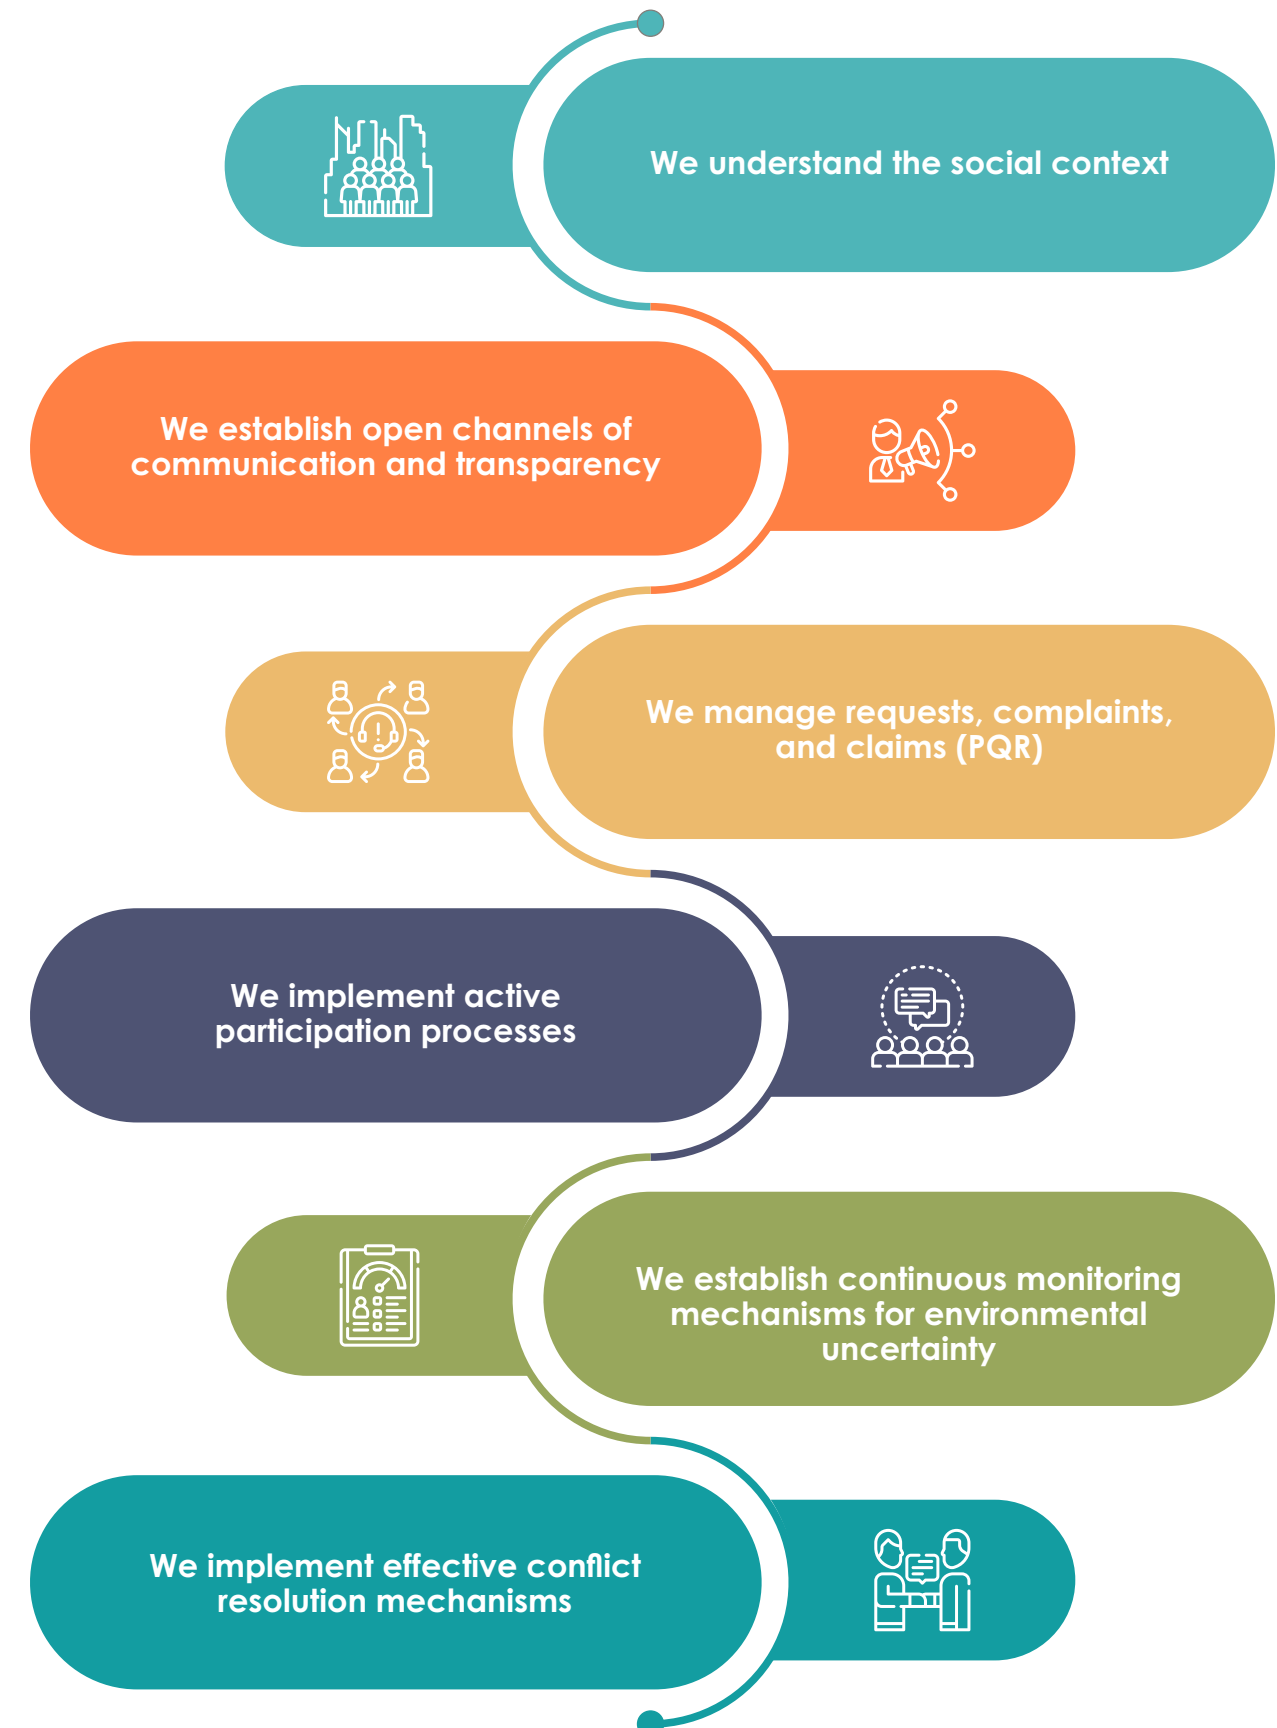 We understand the social context
We establish open channels of
communication and transparency
We manage requests, complaints,
and claims (PQR)
We implement active
participation processes
We establish continuous monitoring
mechanisms for environmental
uncertainty
We implement effective conflict
resolution mechanisms